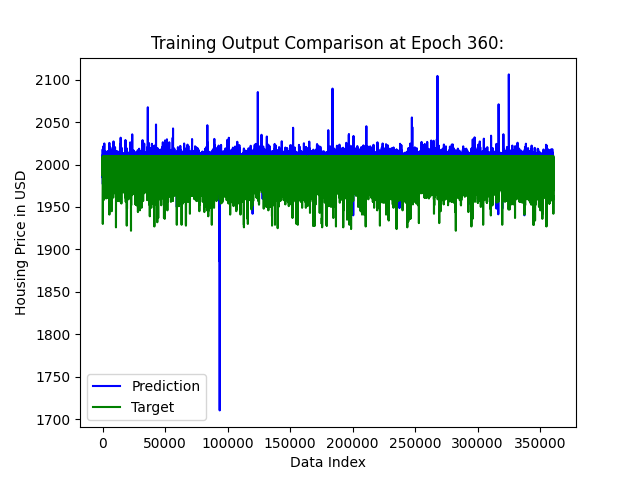 Training Output Comparison at Epoch 360:
Housing Price in USD
2100
2050
2000
1950
1900
1850
1800
1750
1700
Prediction
Target
0 50000 100000 150000 200000 250000 300000 350000
Data Index